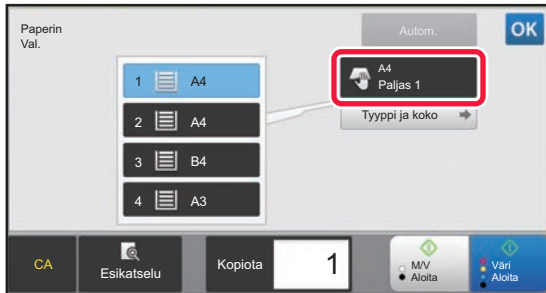 Paperin
Val.
Autom.
OK
1 A4
2 A4
3 B4
4 A3
A4
Paljas 1
Tyyppi ja koko
CA
Esikatselu
Kopiota
1
M/V
Aloita
Väri
Aloita